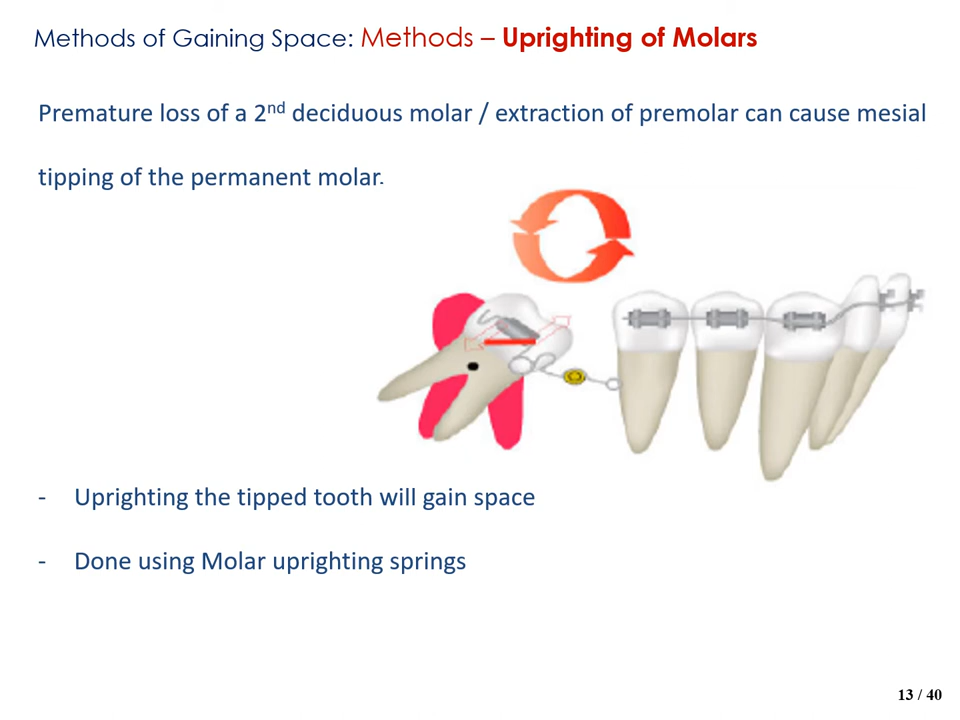 Methods of Gaining Space: Methods – Uprighting of Molars
Premature loss of a 2nd deciduous molar / extraction of premolar can cause mesial
tipping of the permanent molar.
- Uprighting the tipped tooth will gain space
- Done using Molar uprighting springs
13 / 40